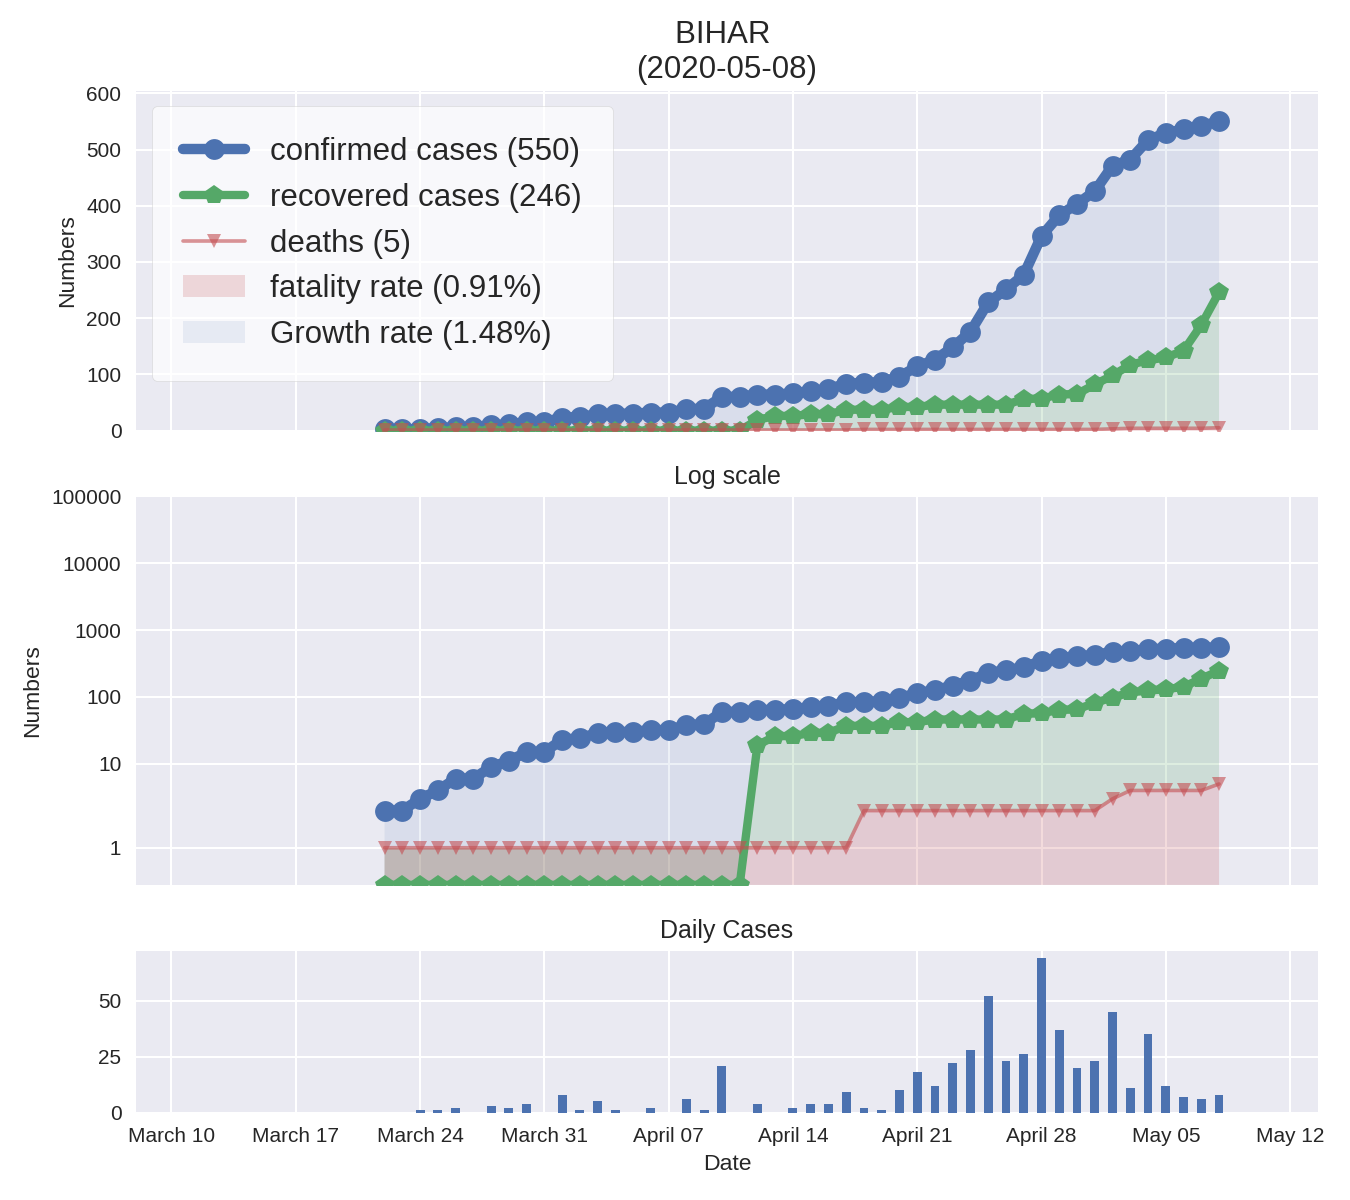 BIHAR
(2020-05-08)
600
500
400
300
200
100
0
Numbers
confirmed cases (550)
recovered cases (246)
deaths (5)
fatality rate (0.91%)
Growth rate (1.48%)
Log scale
100000
10000
1000
100
10
1
Numbers
Daily Cases
50
25
0
March 10 March 17 March 24 March 31 April 07 April 14 April 21 April 28 May 05 May 12
Date